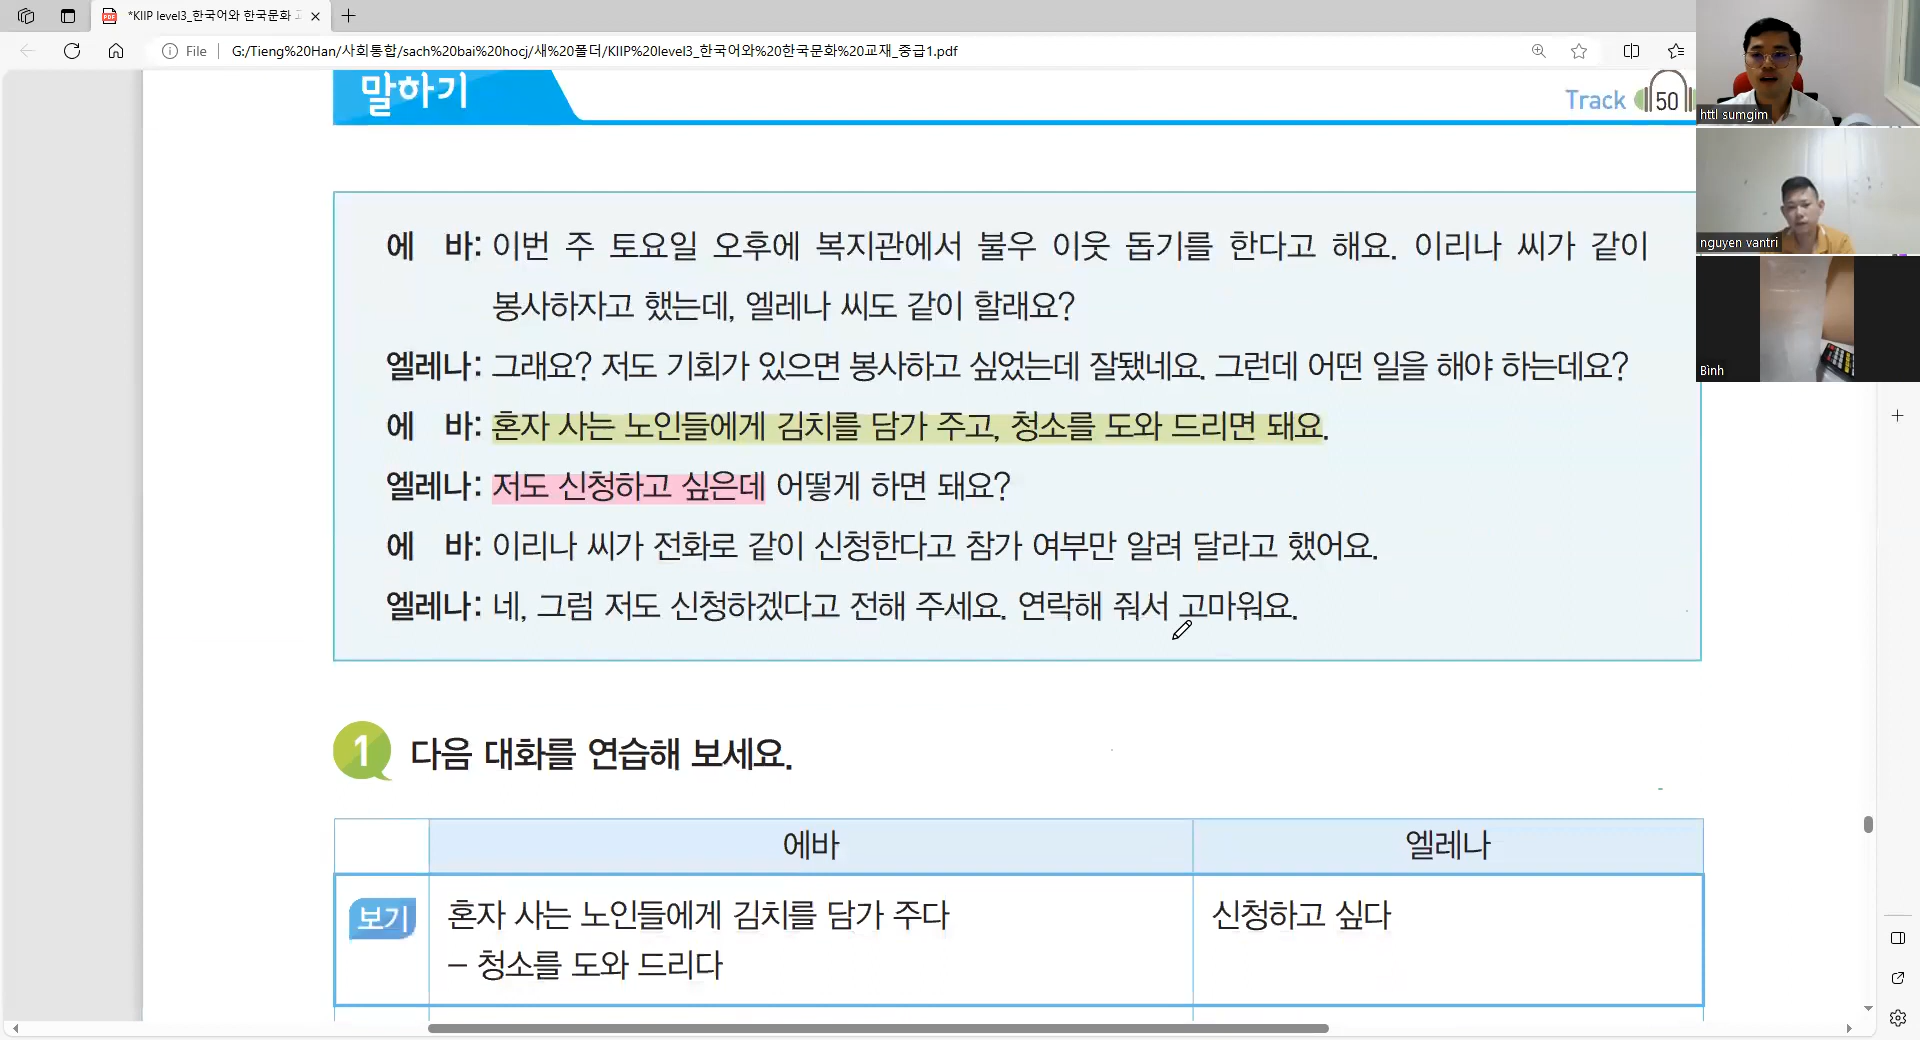 *KIIP level3_한국어와 한국문화 교
File
G:/Tieng%20Han/사회통합/sach%20bai%20hocj/새%20폴더/KIIP%20level3_한국어와%20한국문화%20교재_중급1.pdf
말하기
Track 50
에 바: 이번 주 토요일 오후에 복지관에서 불우 이웃 돕기를 한다고 해요. 이리나 씨가 같이
봉사하자고 했는데, 엘레나 씨도 같이 할래요?
엘레나: 그래요? 저도 기회가 있으면 봉사하고 싶었는데 잘됐네요. 그런데 어떤 일을 해야 하는데요?
에 바: 혼자 사는 노인들에게 김치를 담가 주고, 청소를 도와 드리면 돼요.
엘레나: 저도 신청하고 싶은데 어떻게 하면 돼요?
에 바: 이리나 씨가 전화로 같이 신청한다고 참가 여부만 알려 달라고 했어요.
엘레나: 네, 그럼 저도 신청하겠다고 전해 주세요. 연락해 줘서 고마워요.
1 다음 대화를 연습해 보세요.
에바 엘레나
보기 혼자 사는 노인들에게 김치를 담가 주다 신청하고 싶다
– 청소를 도와 드리다
httl sumgim
nguyen vantri
Bình